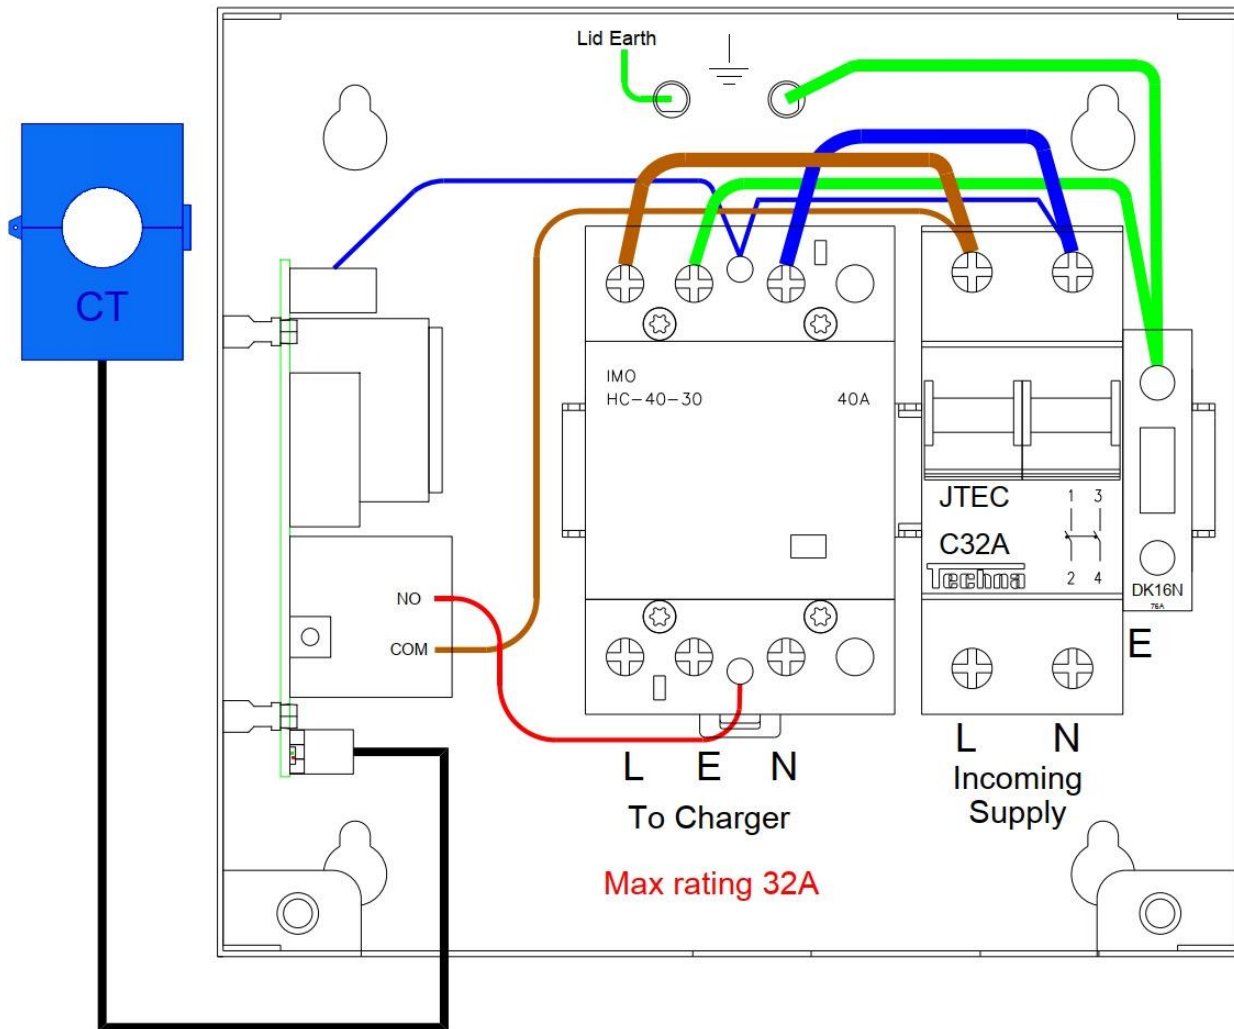 Lid Earth
CT
IMO
HC-40-30 40A
JTEC
1 3
C32A
Techna
2 4
DK16N
76A
NO
COM
E
L E N
To Charger
L N
Incoming
Supply
Max rating 32A